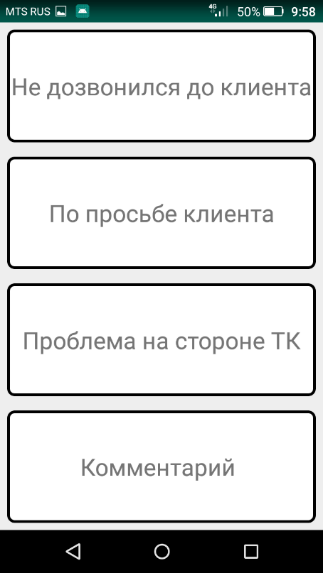 MTS RUS 4G 50% 9:58
Не дозвонился до клиента
По просьбе клиента
Проблема на стороне ТК
Комментарий